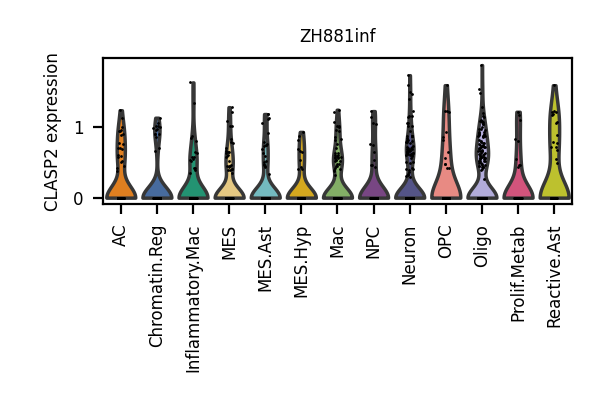 ZH881inf
CLASP2 expression
1
0
AC
Chromatin.Reg
Inflammatory.Mac
MES
MES.Ast
MES.Hyp
Mac
NPC
Neuron
OPC
Oligo
Prolif.Metab
Reactive.Ast